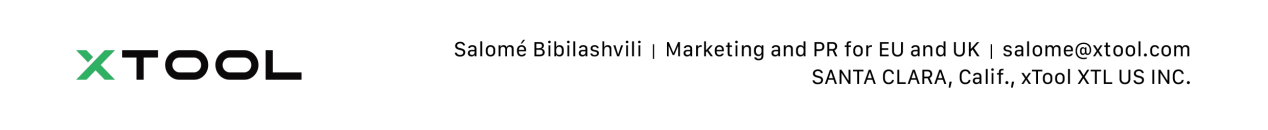 XTOOL
Salomé Bibilashvili | Marketing and PR for EU and UK | salome@xtool.com
SANTA CLARA, Calif., xTool XTL US INC.